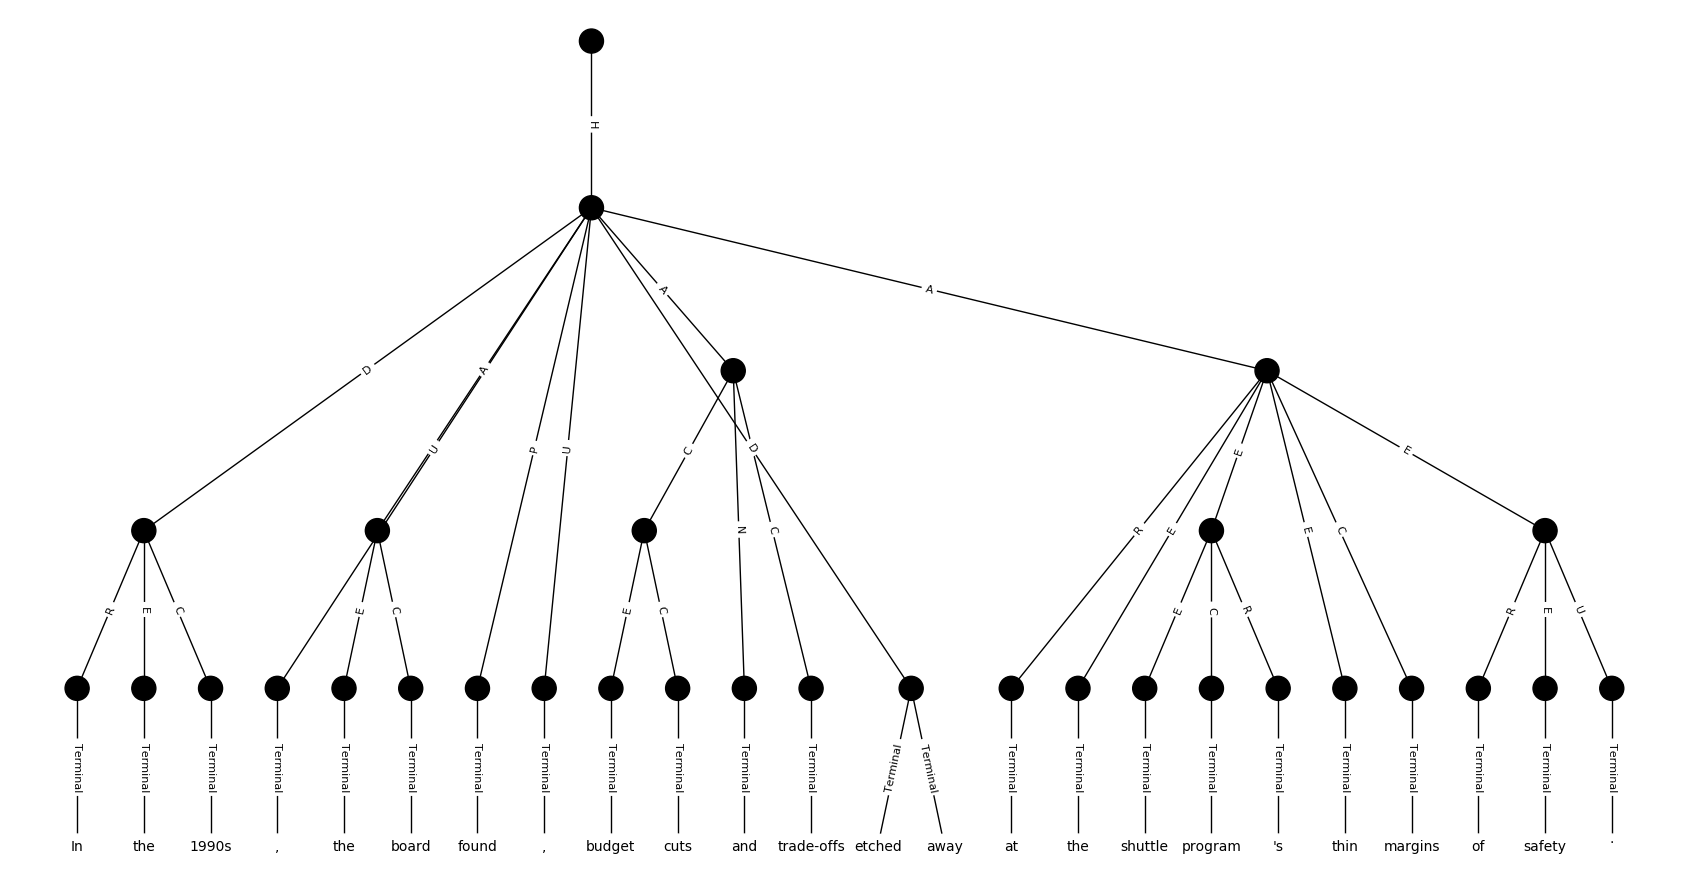 H
A
A
D
A
U
P
U
C
D
E
E
R
E
N
C
R
E
E
C
R
E
C
E
C
E
C
E
C
R
R
E
U
Terminal Terminal Terminal Terminal Terminal Terminal Terminal Terminal Terminal Terminal Terminal Terminal Terminal Terminal Terminal Terminal Terminal Terminal Terminal Terminal Terminal Terminal Terminal Terminal
In the 1990s , the board found , budget cuts and trade-offs etched away at the shuttle program 's thin margins of safety .